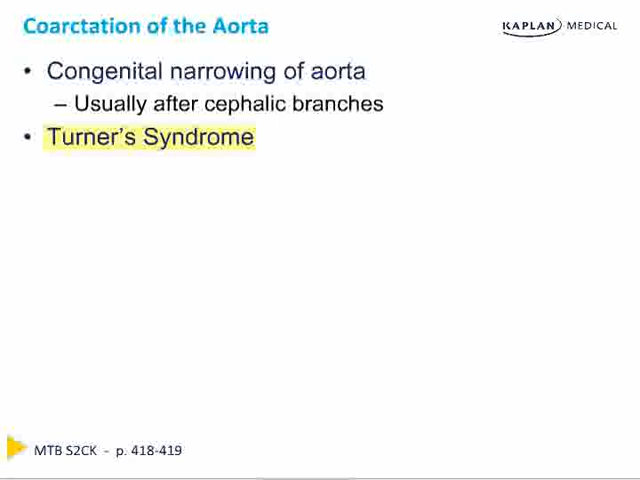 Coarctation of the Aorta
KAPLAN MEDICAL
• Congenital narrowing of aorta
– Usually after cephalic branches
• Turner's Syndrome
MTB S2CK - p. 418-419